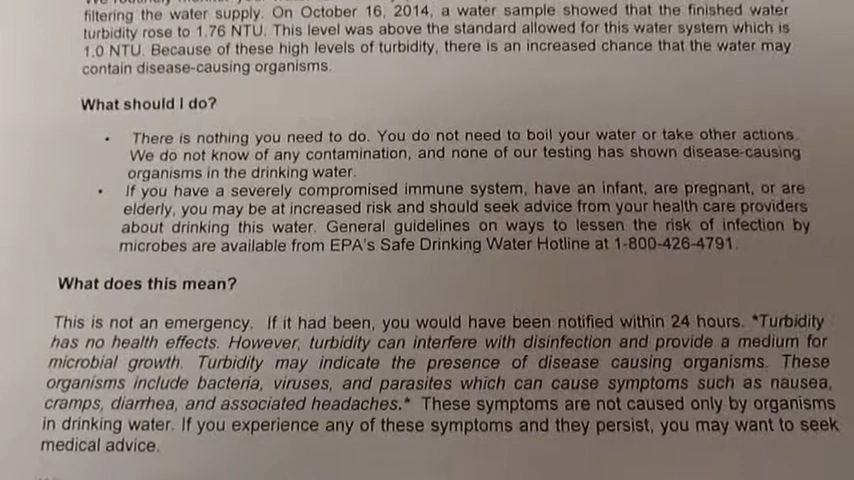 filtering the water supply. On October 16, 2014, a water sample showed that the finished water
turbidity rose to 1.76 NTU. This level was above the standard allowed for this water system which is
1.0 NTU. Because of these high levels of turbidity, there is an increased chance that the water may
contain disease-causing organisms.
What should I do?
• There is nothing you need to do. You do not need to boil your water or take other actions.
We do not know of any contamination, and none of our testing has shown disease-causing
organisms in the drinking water.
• If you have a severely compromised immune system, have an infant, are pregnant, or are
elderly, you may be at increased risk and should seek advice from your health care providers
about drinking this water. General guidelines on ways to lessen the risk of infection by
microbes are available from EPA's Safe Drinking Water Hotline at 1-800-426-4791.
What does this mean?
This is not an emergency. If it had been, you would have been notified within 24 hours. *Turbidity
has no health effects. However, turbidity can interfere with disinfection and provide a medium for
microbial growth. Turbidity may indicate the presence of disease causing organisms. These
organisms include bacteria, viruses, and parasites which can cause symptoms such as nausea,
cramps, diarrhea, and associated headaches.* These symptoms are not caused only by organisms
in drinking water. If you experience any of these symptoms and they persist, you may want to seek
medical advice.